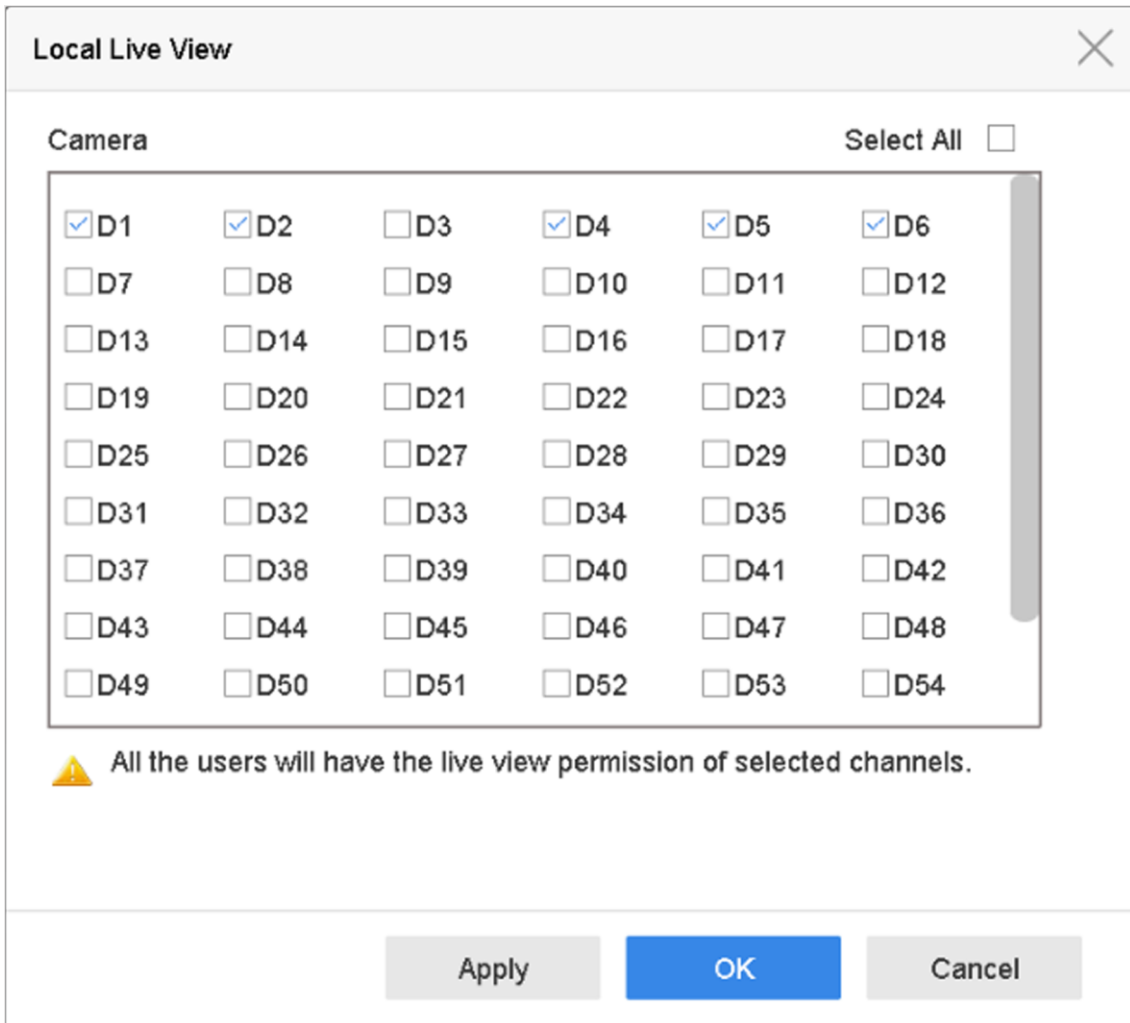 Local Live View
Camera Select All
D1 D2 D3 D4 D5 D6
D7 D8 D9 D10 D11 D12
D13 D14 D15 D16 D17 D18
D19 D20 D21 D22 D23 D24
D25 D26 D27 D28 D29 D30
D31 D32 D33 D34 D35 D36
D37 D38 D39 D40 D41 D42
D43 D44 D45 D46 D47 D48
D49 D50 D51 D52 D53 D54
All the users will have the live view permission of selected channels.
Apply OK Cancel